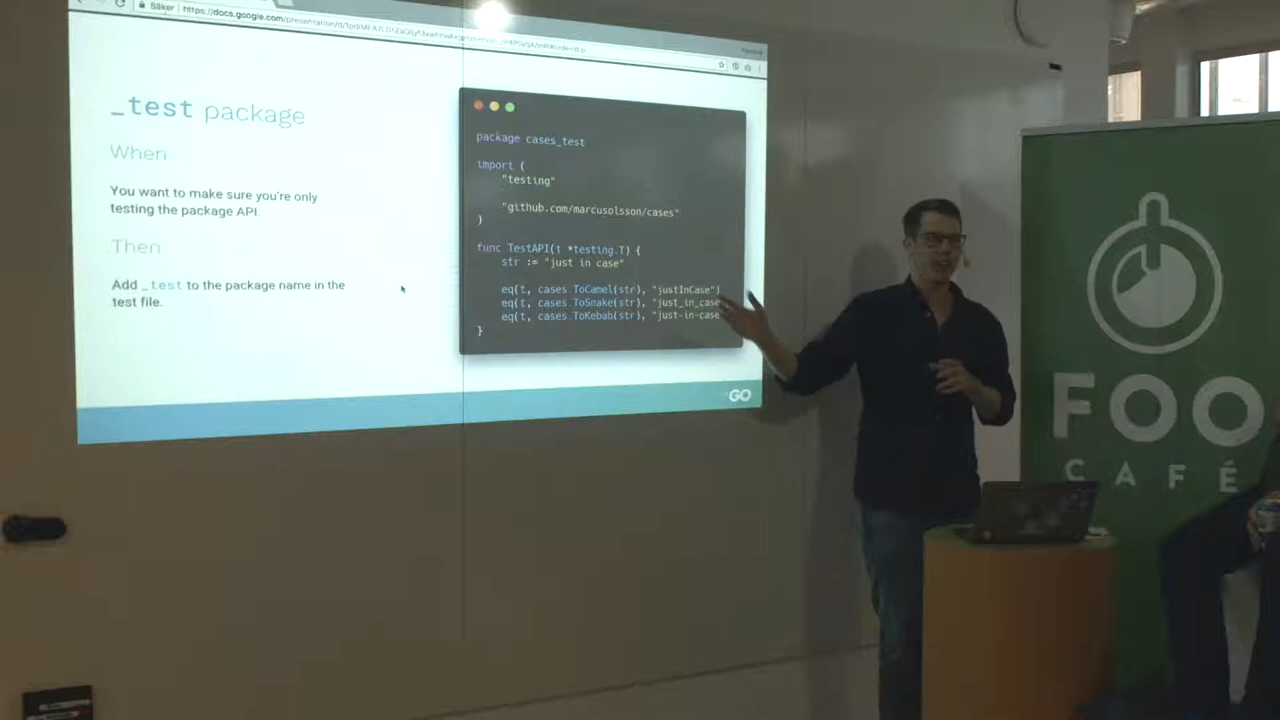 Säker https://docs.google.com/presentation/d/
_test package
When
You want to make sure you're only
testing the package API.
Then
Add _test to the package name in the
test file.
package cases_test
import (
"testing"
"github.com/marcusolsson/cases"
)
func TestAPI(t *testing.T) {
str := "just in case"
eq(t, cases.ToCamel(str), "justInCase")
eq(t, cases.ToSnake(str), "just_in_case
eq(t, cases.ToKebab(str), "just-in-case
}
GO
FOO
CAFÉ